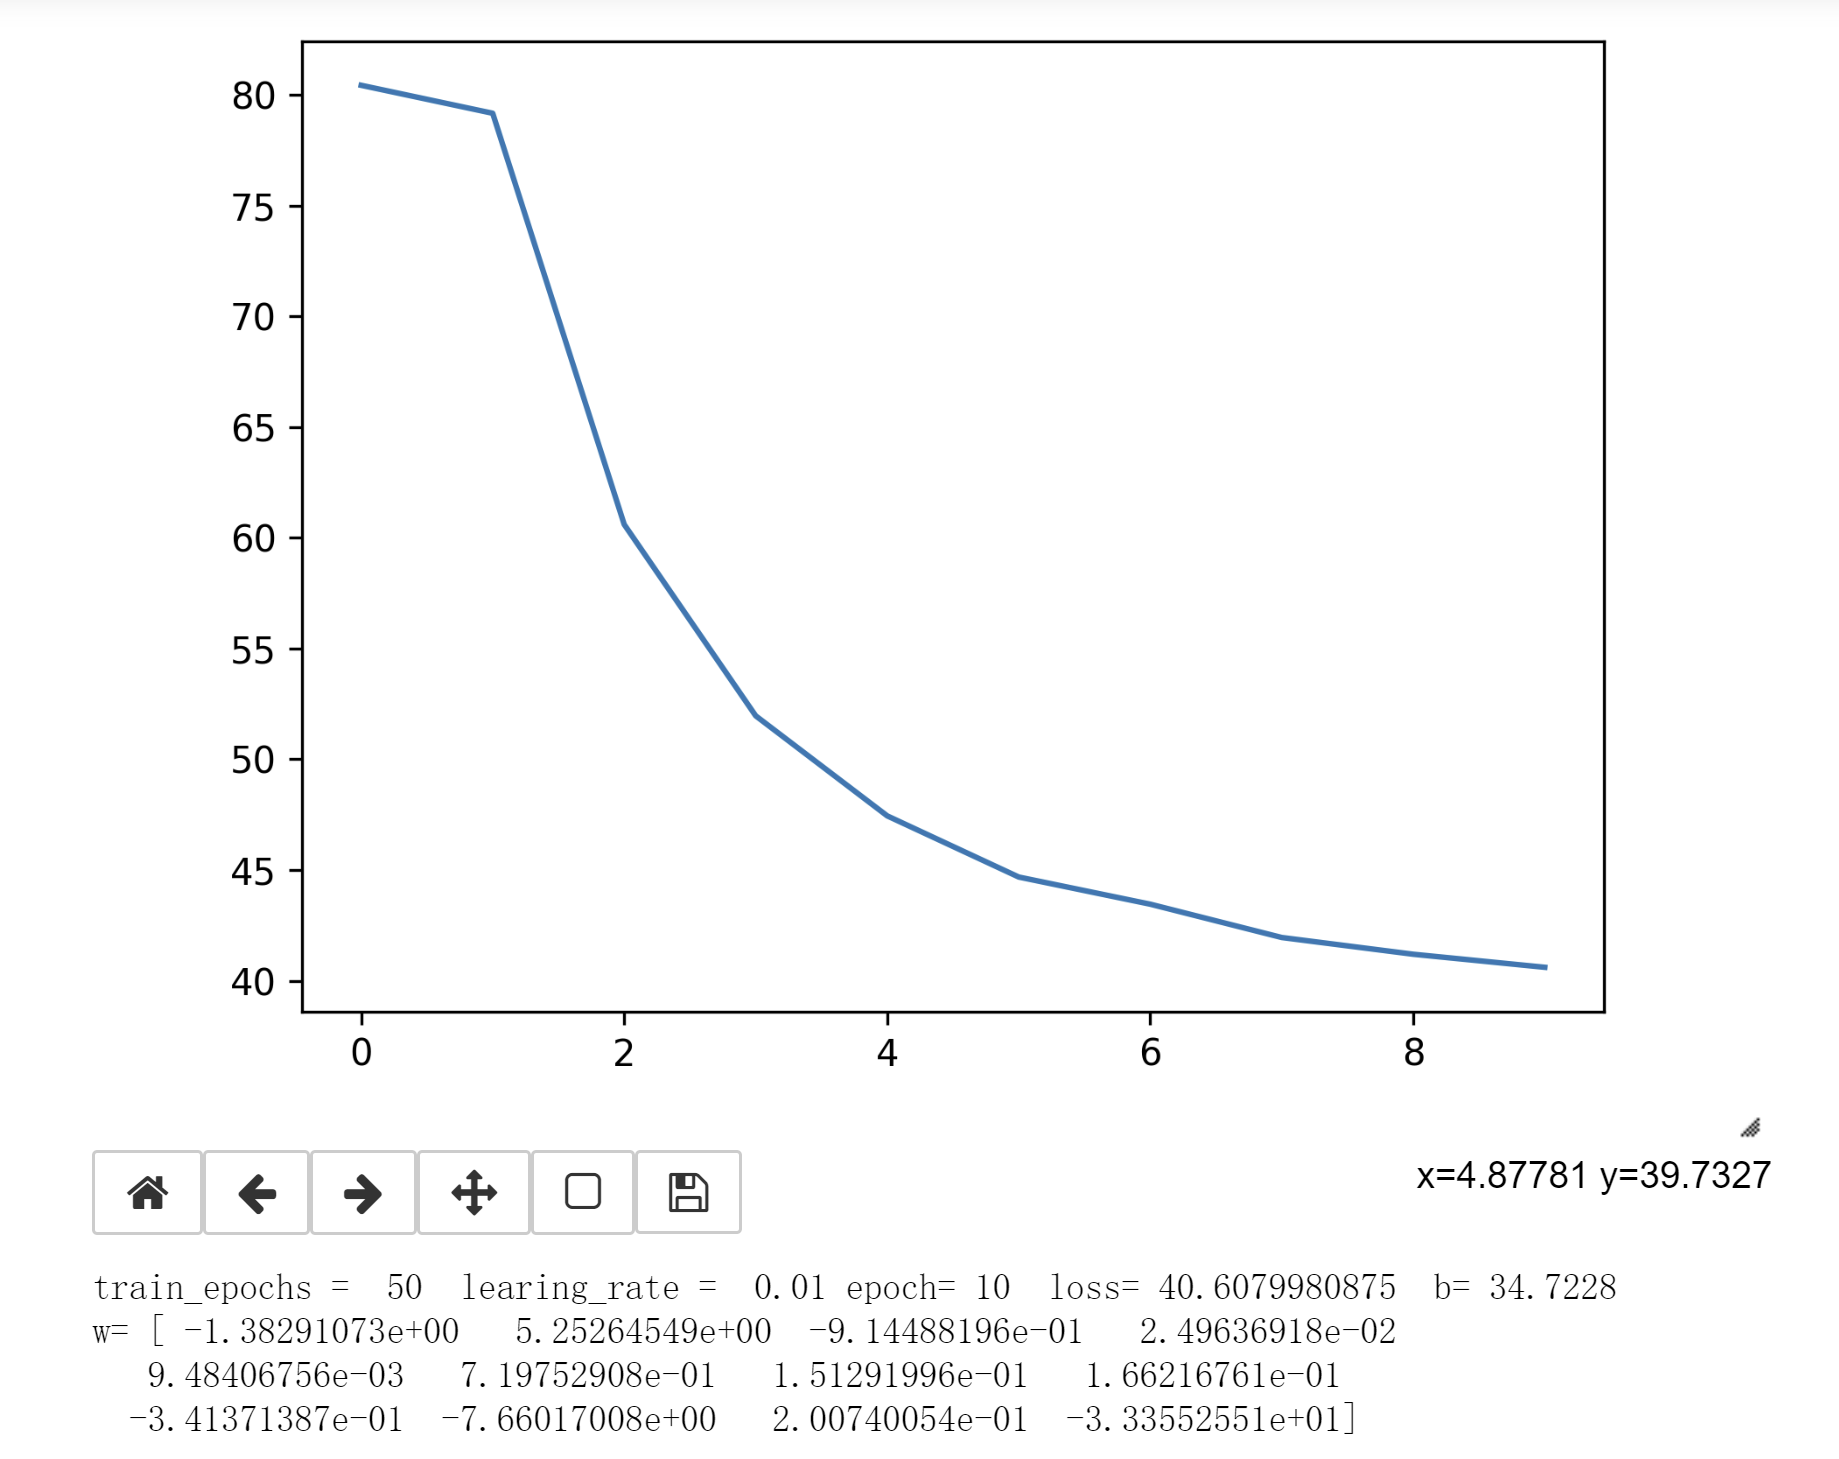 80
75
70
65
60
55
50
45
40
0 2 4 6 8
x=4.87781 y=39.7327
train_epochs = 50 learing_rate = 0.01 epoch= 10 loss= 40.6079980875 b= 34.7228
w= [ -1.38291073e+00 5.25264549e+00 -9.14488196e-01 2.49636918e-02
9.48406756e-03 7.19752908e-01 1.51291996e-01 1.66216761e-01
-3.41371387e-01 -7.66017008e+00 2.00740054e-01 -3.33552551e+01]